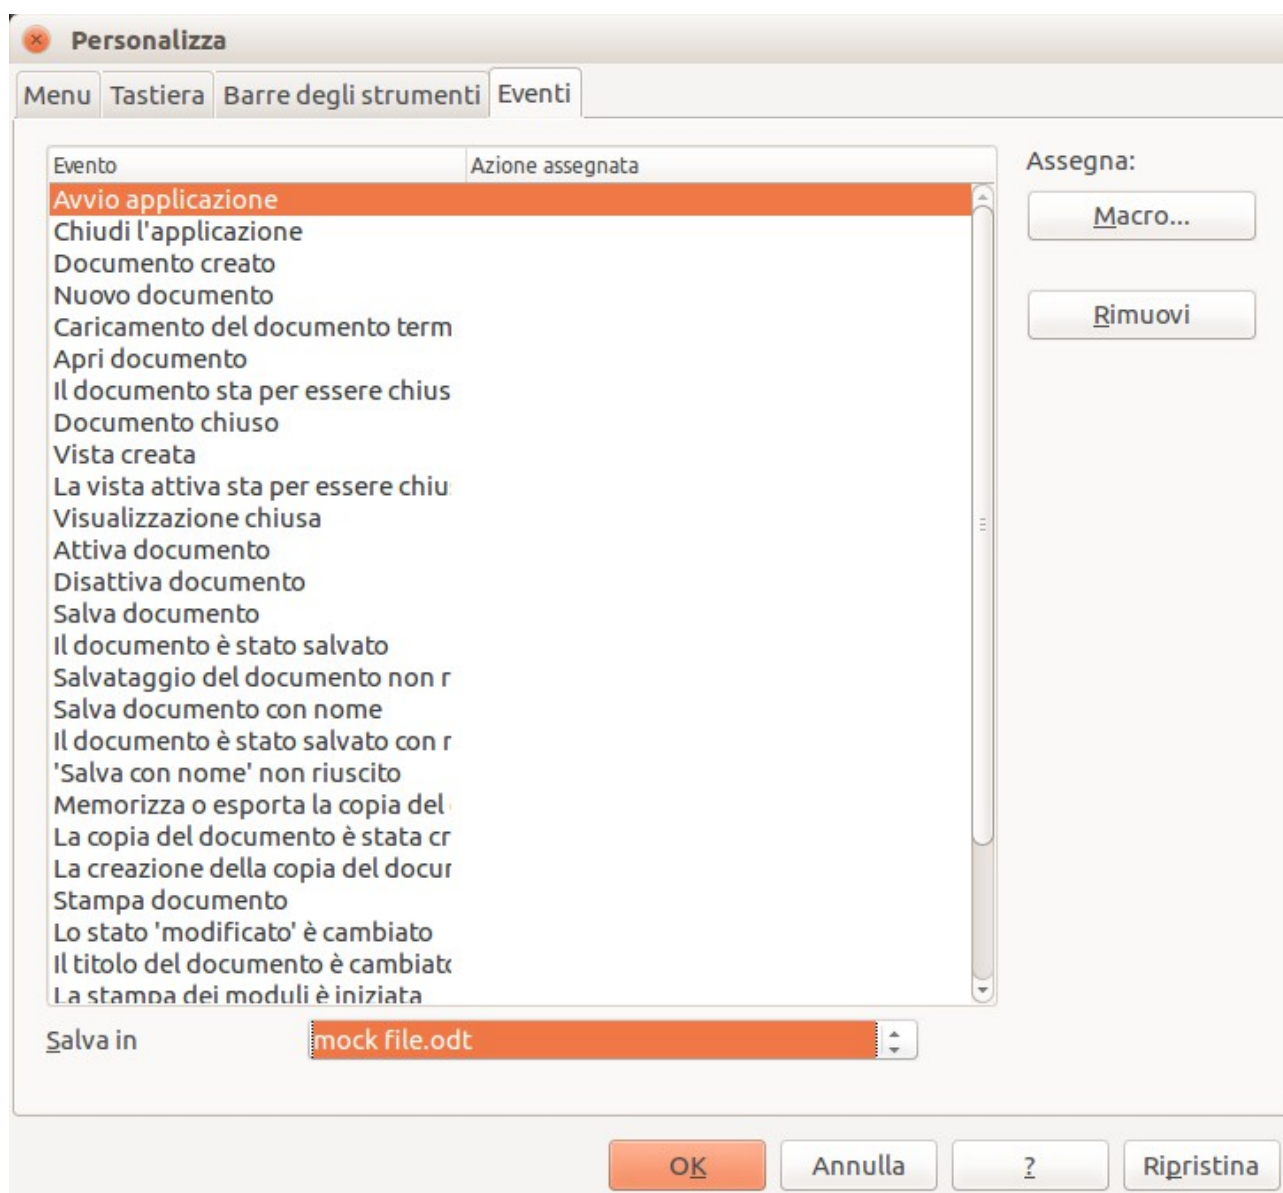 Personalizza
Menu Tastiera Barre degli strumenti Eventi
Evento Azione assegnata
Assegna:
Avvio applicazione
Macro...
Chiudi l'applicazione
Documento creato
Nuovo documento
Rimuovi
Caricamento del documento term
Apri documento
Il documento sta per essere chius
Documento chiuso
Vista creata
La vista attiva sta per essere chiu
Visualizzazione chiusa
Attiva documento
Disattiva documento
Salva documento
Il documento è stato salvato
Salvataggio del documento non r
Salva documento con nome
Il documento è stato salvato con
'Salva con nome' non riuscito
Memorizza o esporta la copia del
La copia del documento è stata cr
La creazione della copia del docu
Stampa documento
Lo stato 'modificato' è cambiato
Il titolo del documento è cambiato
La stampa dei moduli è iniziata
Salva in mock file.odt
OK Annulla ? Ripristina